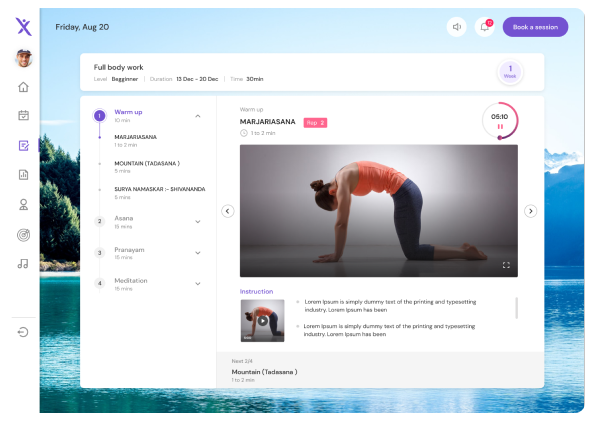 Friday, Aug 20
Book a session
Full body work
Level Begginner | Duration 13 Dec - 20 Dec | Time 30min
1
Week
1 Warm up
10 min
MARJARIASANA
1 to 2 min
MOUNTAIN (TADASANA )
5 mins
SURYA NAMASKAR :- SHIVANANDA
5 mins
2 Asana
15 mins
3 Pranayam
15 mins
4 Meditation
15 mins
Warm up
MARJARIASANA Rep 2
1 to 2 min
05:10
Instruction
Lorem Ipsum is simply dummy text of the printing and typesetting
industry. Lorem Ipsum has been
Lorem Ipsum is simply dummy text of the printing and typesetting
industry. Lorem Ipsum has been
Next 2/4
Mountain (Tadasana )
1 to 2 min